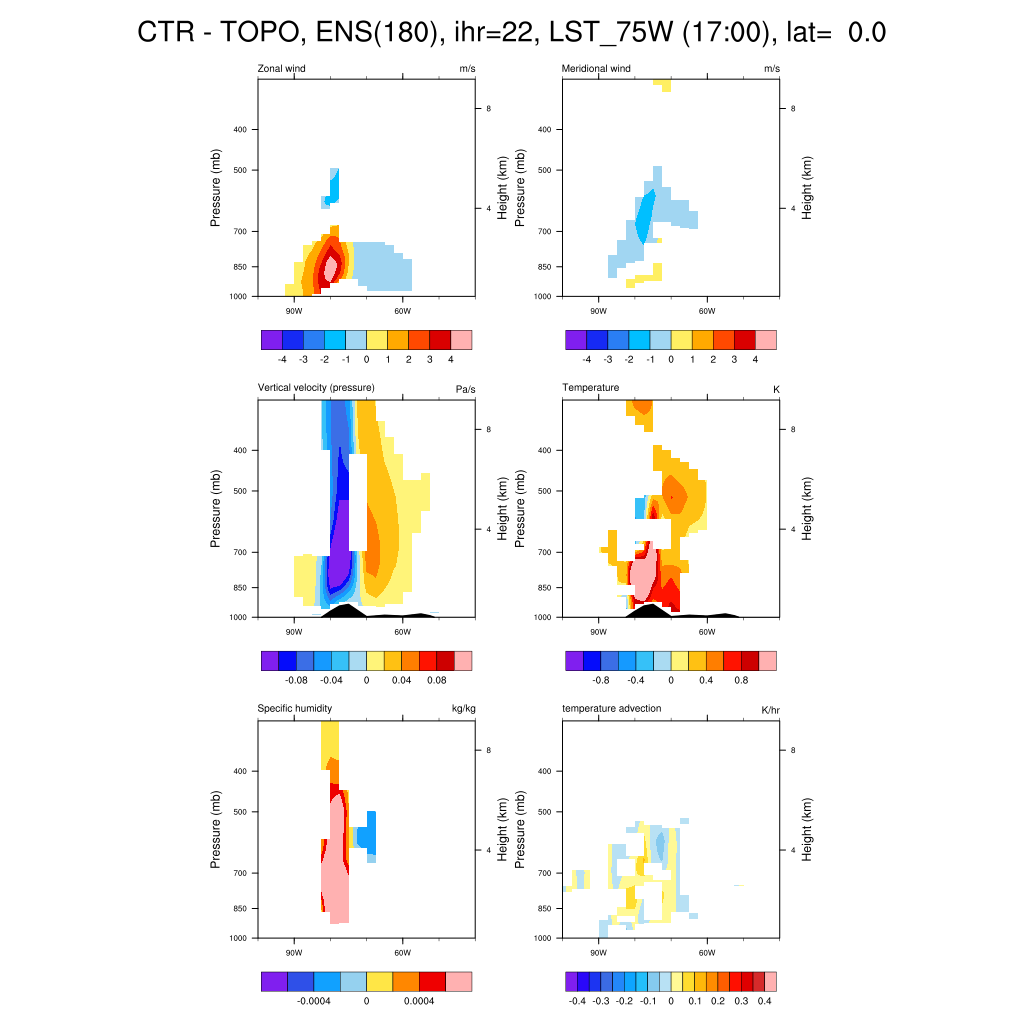 CTR - TOPO, ENS(180), ihr=22, LST_75W (17:00), lat=  0.0
Zonal wind m/s
Pressure (mb)
400
500
700
850
1000
8
4
Height (km)
90W 60W
-4 -3 -2 -1 0 1 2 3 4
Meridional wind m/s
Pressure (mb)
400
500
700
850
1000
8
4
Height (km)
90W 60W
-4 -3 -2 -1 0 1 2 3 4
Vertical velocity (pressure) Pa/s
Pressure (mb)
400
500
700
850
1000
8
4
Height (km)
90W 60W
-0.08 -0.04 0 0.04 0.08
Temperature K
Pressure (mb)
400
500
700
850
1000
8
4
Height (km)
90W 60W
-0.8 -0.4 0 0.4 0.8
Specific humidity kg/kg
Pressure (mb)
400
500
700
850
1000
8
4
Height (km)
90W 60W
-0.0004 0 0.0004
temperature advection K/hr
Pressure (mb)
400
500
700
850
1000
8
4
Height (km)
90W 60W
-0.4 -0.3 -0.2 -0.1 0 0.1 0.2 0.3 0.4